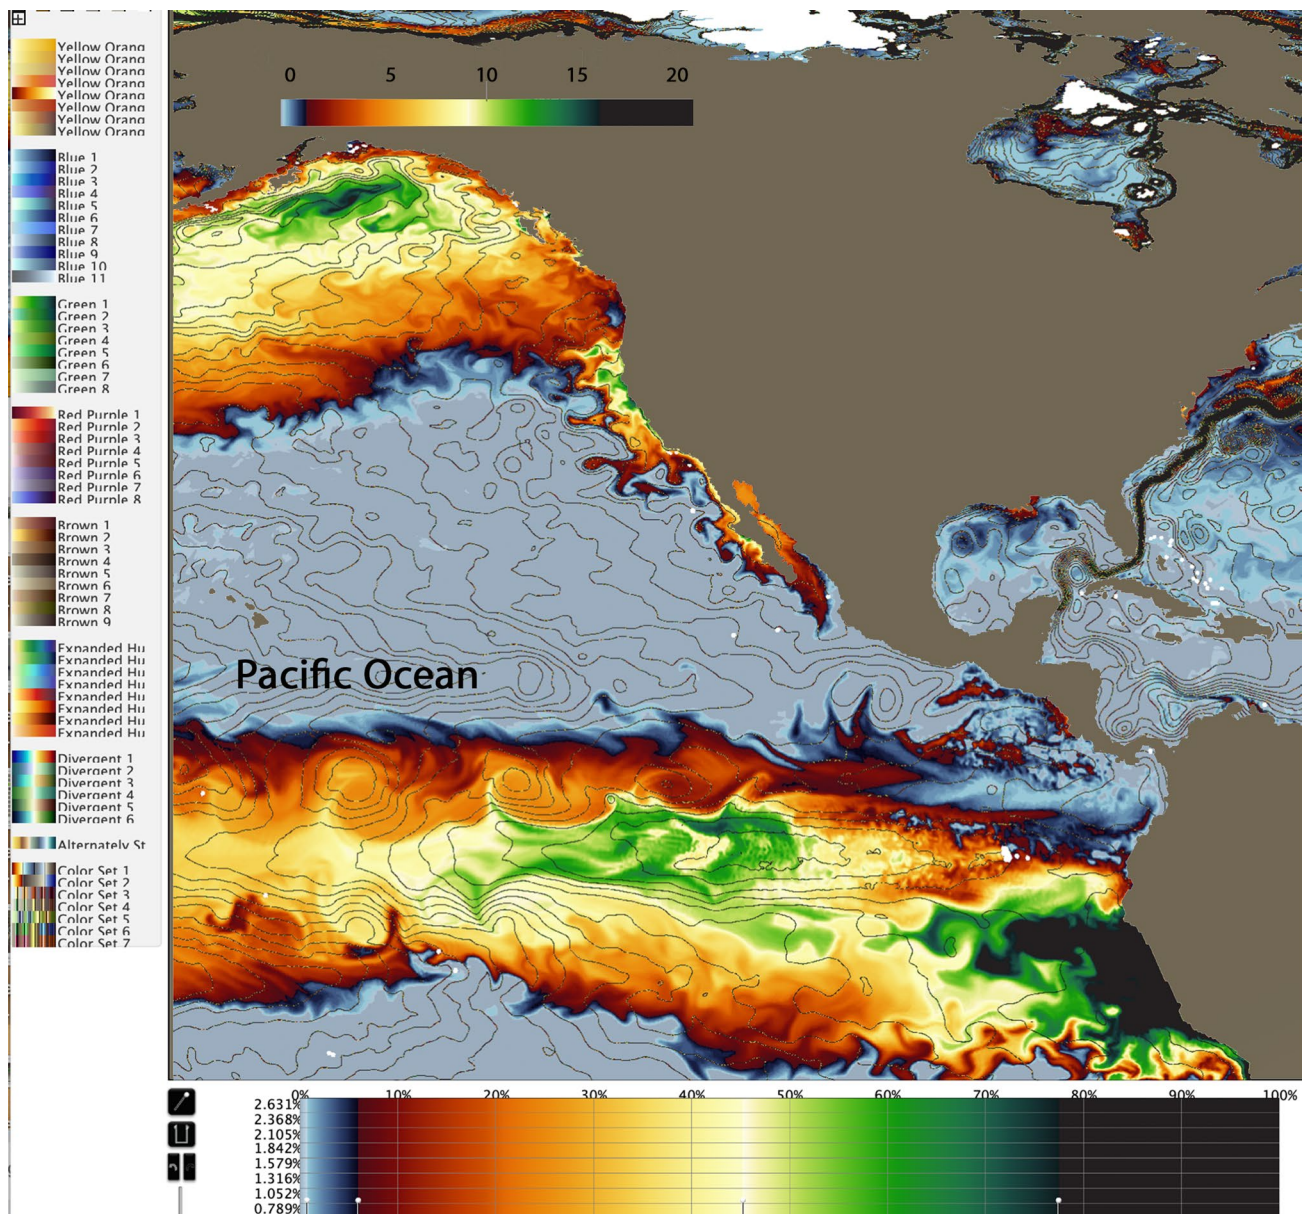 0 5 10 15 20
Yellow Orang
Yellow Orang
Yellow Orang
Yellow Orang
Yellow Orang
Yellow Orang
Yellow Orang
Yellow Orang
Blue 1
Blue 2
Blue 3
Blue 4
Blue 5
Blue 6
Blue 7
Blue 8
Blue 9
Blue 10
Blue 11
Green 1
Green 2
Green 3
Green 4
Green 5
Green 6
Green 7
Green 8
Red Purple 1
Red Purple 2
Red Purple 3
Red Purple 4
Red Purple 5
Red Purple 6
Red Purple 7
Red Purple 8
Brown 1
Brown 2
Brown 3
Brown 4
Brown 5
Brown 6
Brown 7
Brown 8
Brown 9
Expanded Hu
Expanded Hu
Expanded Hu
Expanded Hu
Expanded Hu
Expanded Hu
Expanded Hu
Expanded Hu
Divergent 1
Divergent 2
Divergent 3
Divergent 4
Divergent 5
Divergent 6
Alternately St
Color Set 1
Color Set 2
Color Set 3
Color Set 4
Color Set 5
Color Set 6
Color Set 7
Pacific Ocean
0% 10% 20% 30% 40% 50% 60% 70% 80% 90% 100%
2.631%
2.368%
2.105%
1.842%
1.579%
1.316%
1.052%
0.789%